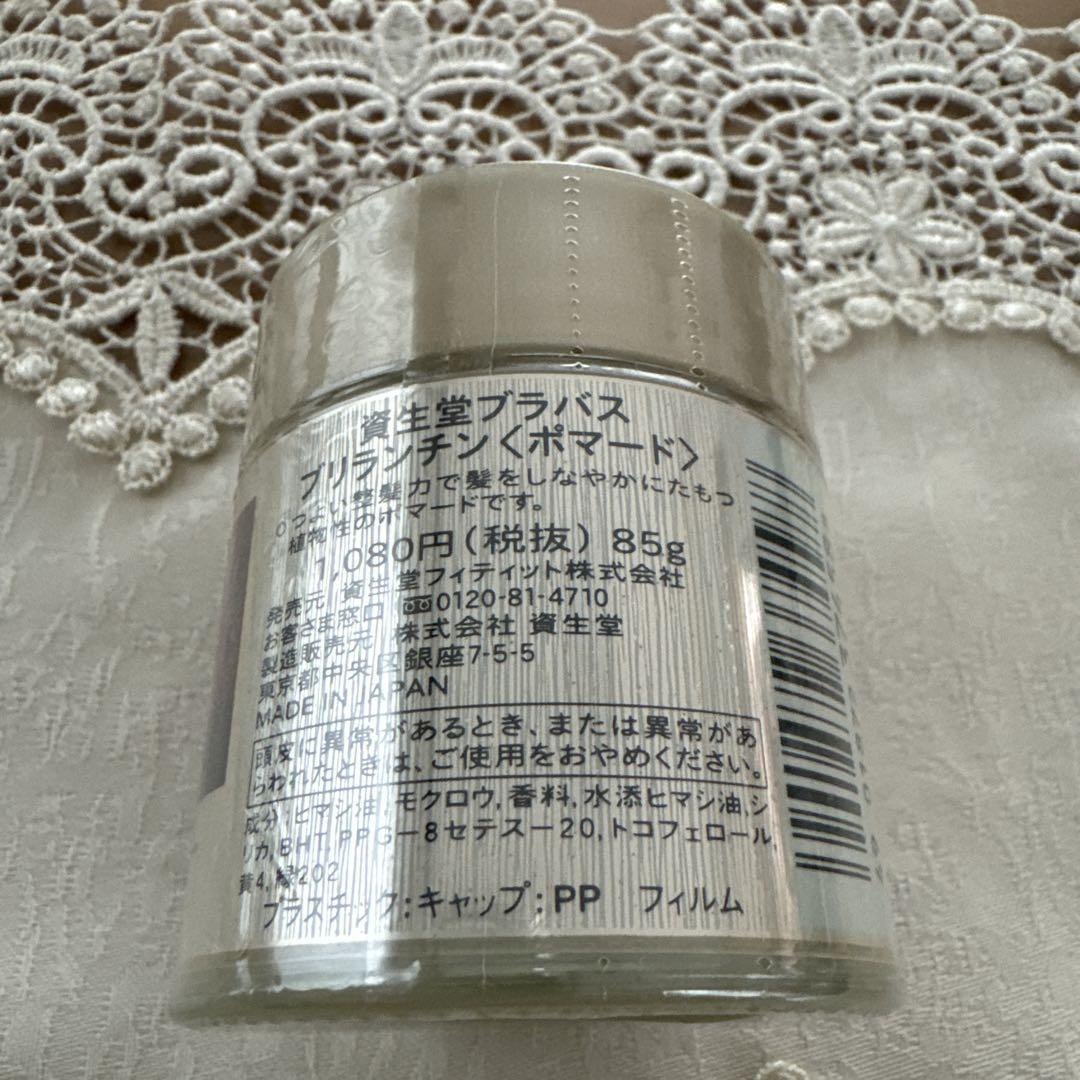 資生堂ブラバス
ブリランチン〈ポマード〉
○つよい整髪力で髪をしなやかにたもつ
植物性のポマードです。
1,080円(税抜) 85g
発売元 資生堂フィティット株式会社
お客さま窓口 0120-81-4710
製造販売元 株式会社 資生堂
東京都中央区銀座7-5-5
MADE IN JAPAN
頭皮に異常があるとき、または異常があ
らわれたときは、ご使用をおやめください。
成分: ヒマシ油,モクロウ,香料,水添ヒマシ油,シ
リカ,BHT,PPG-8セテス-20,トコフェロール,
黄4,緑202
プラスチック:キャップ:PP フィルム